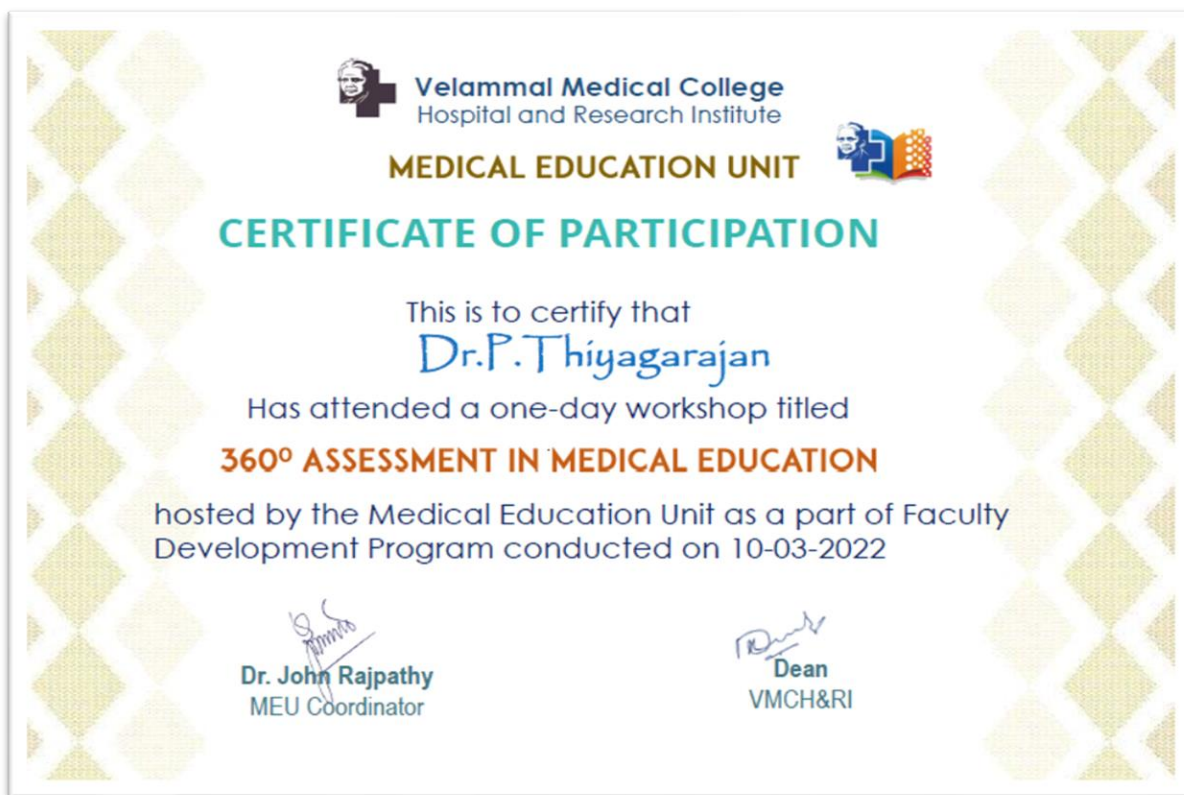 Velammal Medical College
Hospital and Research Institute
MEDICAL EDUCATION UNIT
CERTIFICATE OF PARTICIPATION
This is to certify that
Dr.P.Thiyagarajan
Has attended a one-day workshop titled
360⁰ ASSESSMENT IN MEDICAL EDUCATION
hosted by the Medical Education Unit as a part of Faculty
Development Program conducted on 10-03-2022
Dr. John Rajpathy
MEU Coordinator
Dean
VMCH&RI